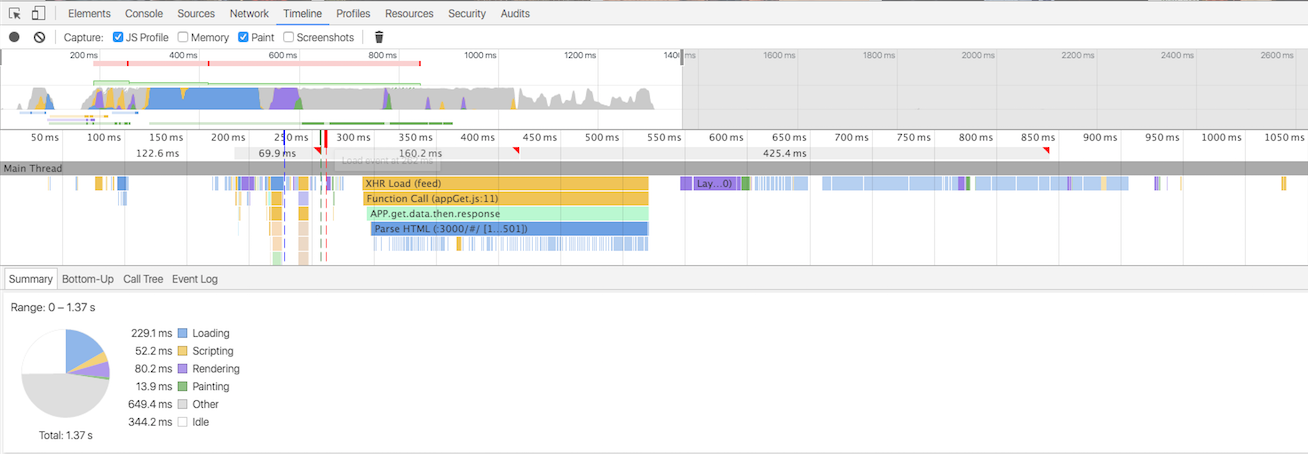 Elements Console Sources Network Timeline Profiles Resources Security Audits
Capture: JS Profile Memory Paint Screenshots
200 ms 400 ms 600 ms 800 ms 1000 ms 1200 ms 1400 ms 1600 ms 1800 ms 2000 ms 2200 ms 2400 ms 2600 ms
50 ms 100 ms 150 ms 200 ms 250 ms 300 ms 350 ms 400 ms 450 ms 500 ms 550 ms 600 ms 650 ms 700 ms 750 ms 800 ms 850 ms 900 ms 950 ms 1000 ms 1050 ms
122.6 ms 69.9 ms 160.2 ms 425.4 ms
Load event at 262 ms
Main Thread
XHR Load (feed) Lay...0)
Function Call (appGet.js:11)
APP.get.data.then.response
Parse HTML (:3000/#/ [1...501])
Summary Bottom-Up Call Tree Event Log
Range: 0 – 1.37 s
229.1 ms Loading
52.2 ms Scripting
80.2 ms Rendering
13.9 ms Painting
649.4 ms Other
344.2 ms Idle
Total: 1.37 s